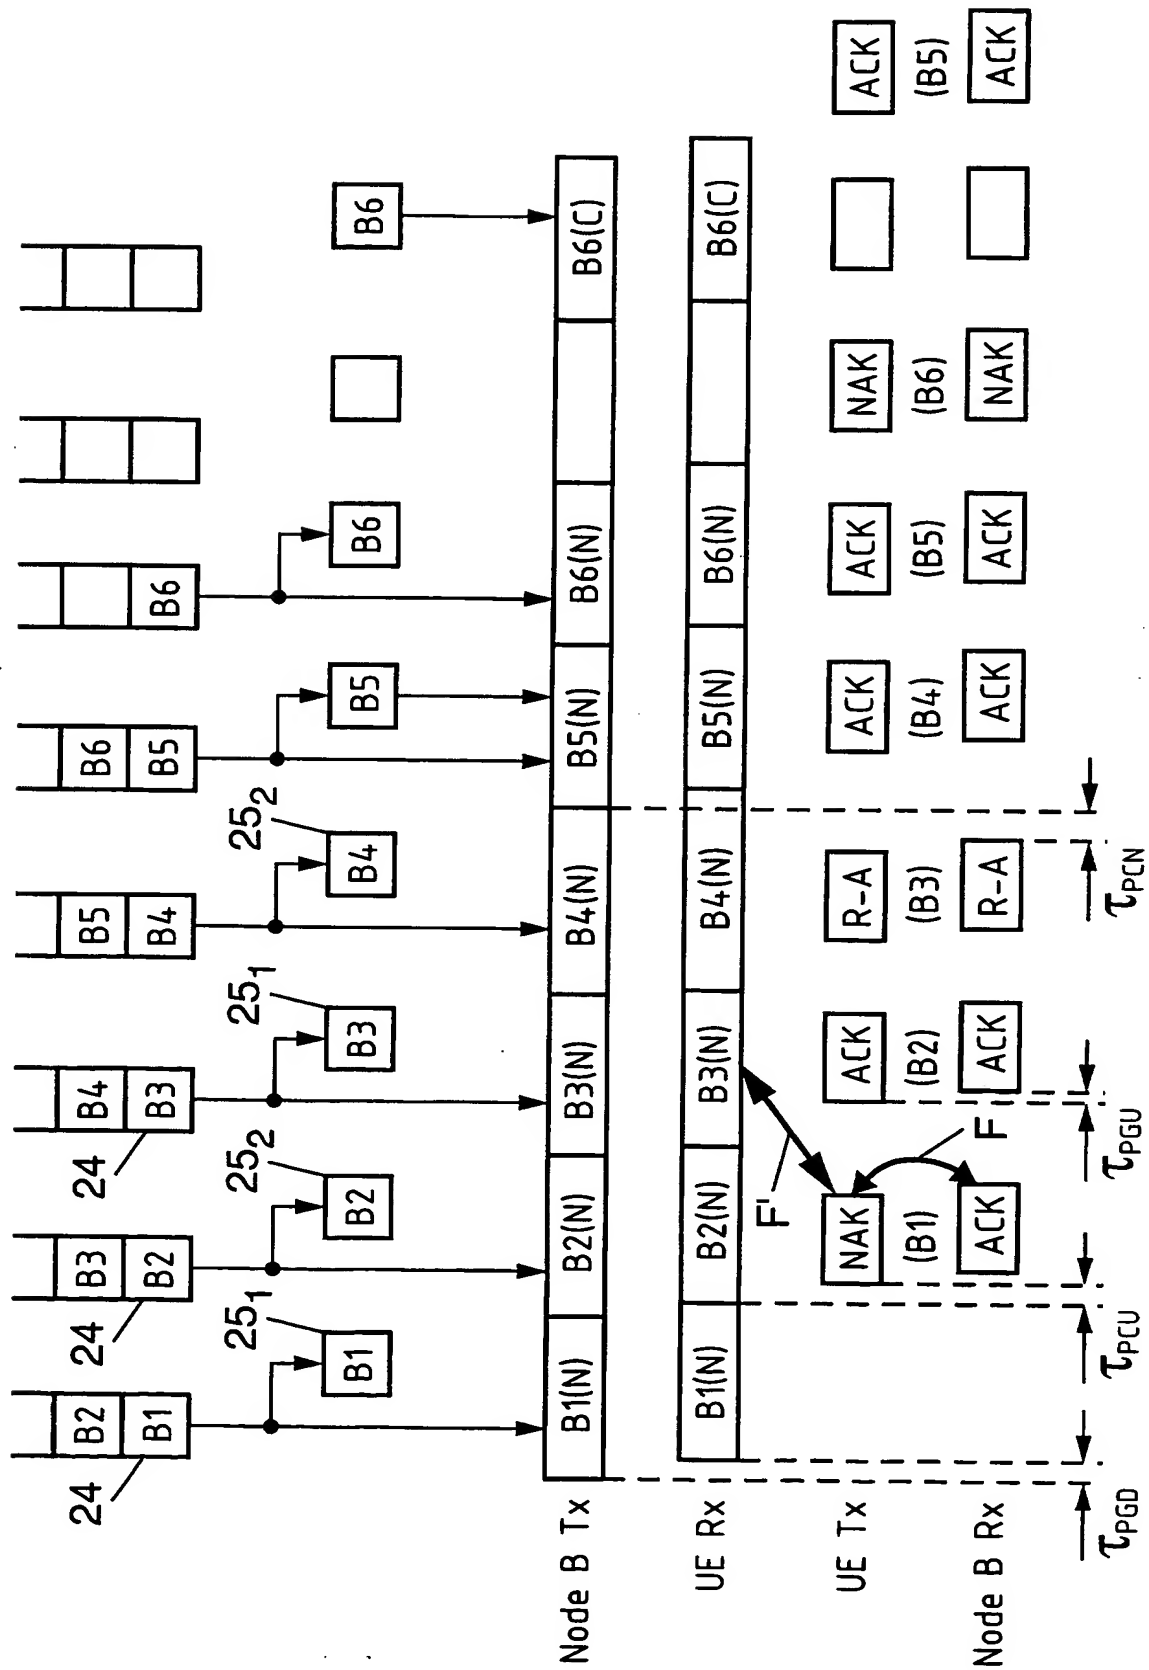 24
B2
B1
25₁
B1
24
B3
B2
25₂
B2
24
B4
B3
25₁
B3
B5
B4
25₂
B4
B6
B5
B5
B6
B6
B6
Node B Tx
B1(N)
B2(N)
B3(N)
B4(N)
B5(N)
B6(N)
B6(C)
UE Rx
B1(N)
B2(N)
B3(N)
B4(N)
B5(N)
B6(N)
B6(C)
F'
UE Tx
NAK
ACK
R-A
ACK
ACK
NAK
ACK
(B1)
(B2)
(B3)
(B4)
(B5)
(B6)
(B5)
F
Node B Rx
ACK
ACK
R-A
ACK
ACK
NAK
ACK
τPGD
τPCU
τPGU
τPCN